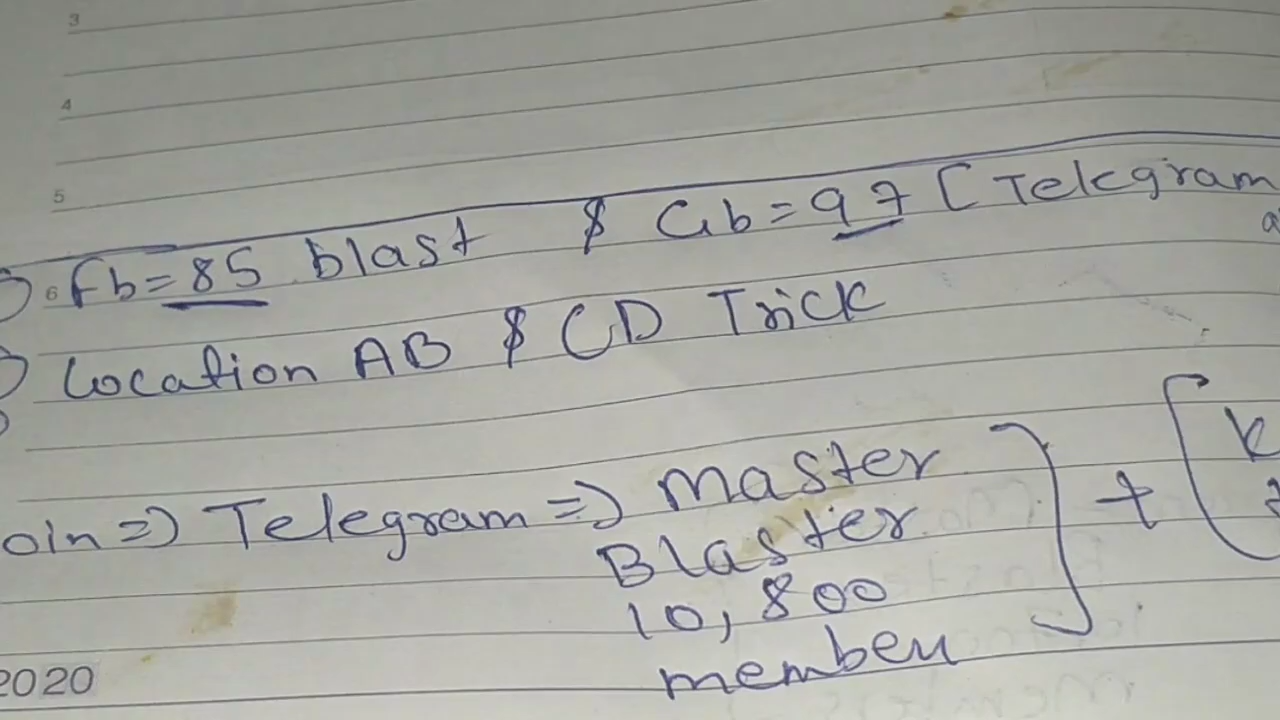 3
4
5
6 Fb=85 blast $ Gb=97 [Telegram
a
Location AB $ CD Trick
oin=) Telegram=) master
Blaster
10,800
member
] + [
k
2020